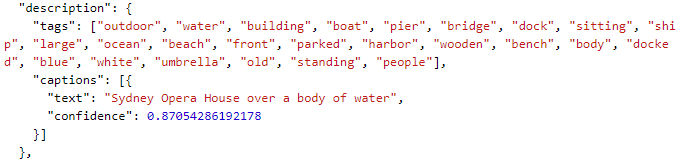 "description": {
"tags": ["outdoor", "water", "building", "boat", "pier", "bridge", "dock", "sitting", "shi
p", "large", "ocean", "beach", "front", "parked", "harbor", "wooden", "bench", "body", "docke
d", "blue", "white", "umbrella", "old", "standing", "people"],
"captions": [{
"text": "Sydney Opera House over a body of water",
"confidence": 0.87054286192178
}]
},